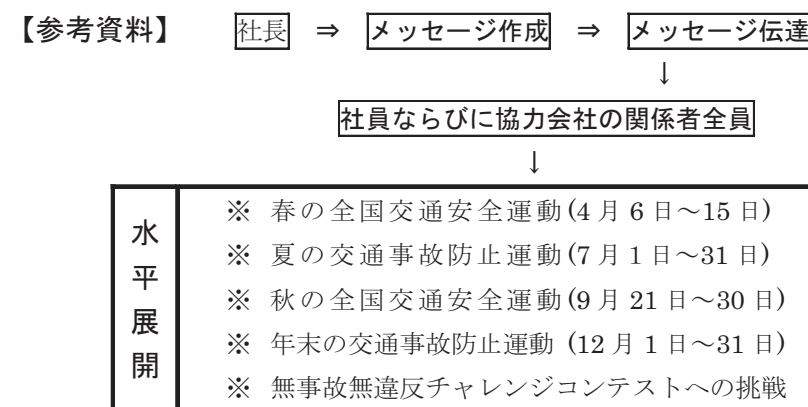 【参考資料】 社長 ⇒ メッセージ作成 ⇒ メッセージ伝達
↓
社員ならびに協力会社の関係者全員
↓
水平展開
※ 春の全国交通安全運動(4月6日～15日)
※ 夏の交通事故防止運動(7月1日～31日)
※ 秋の全国交通安全運動(9月21日～30日)
※ 年末の交通事故防止運動 (12月1日～31日)
※ 無事故無違反チャレンジコンテストへの挑戦